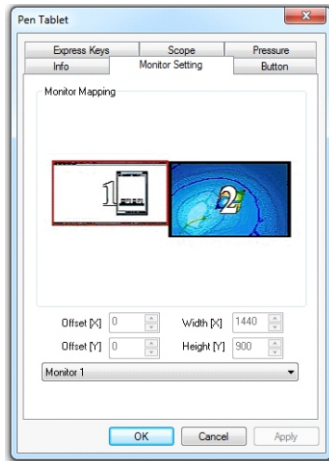 Pen Tablet
Express Keys Scope Pressure
Info Monitor Setting Button
Monitor Mapping
1 2
Offset [X] 0 Width [X] 1440
Offset [Y] 0 Height [Y] 900
Monitor 1
OK Cancel Apply